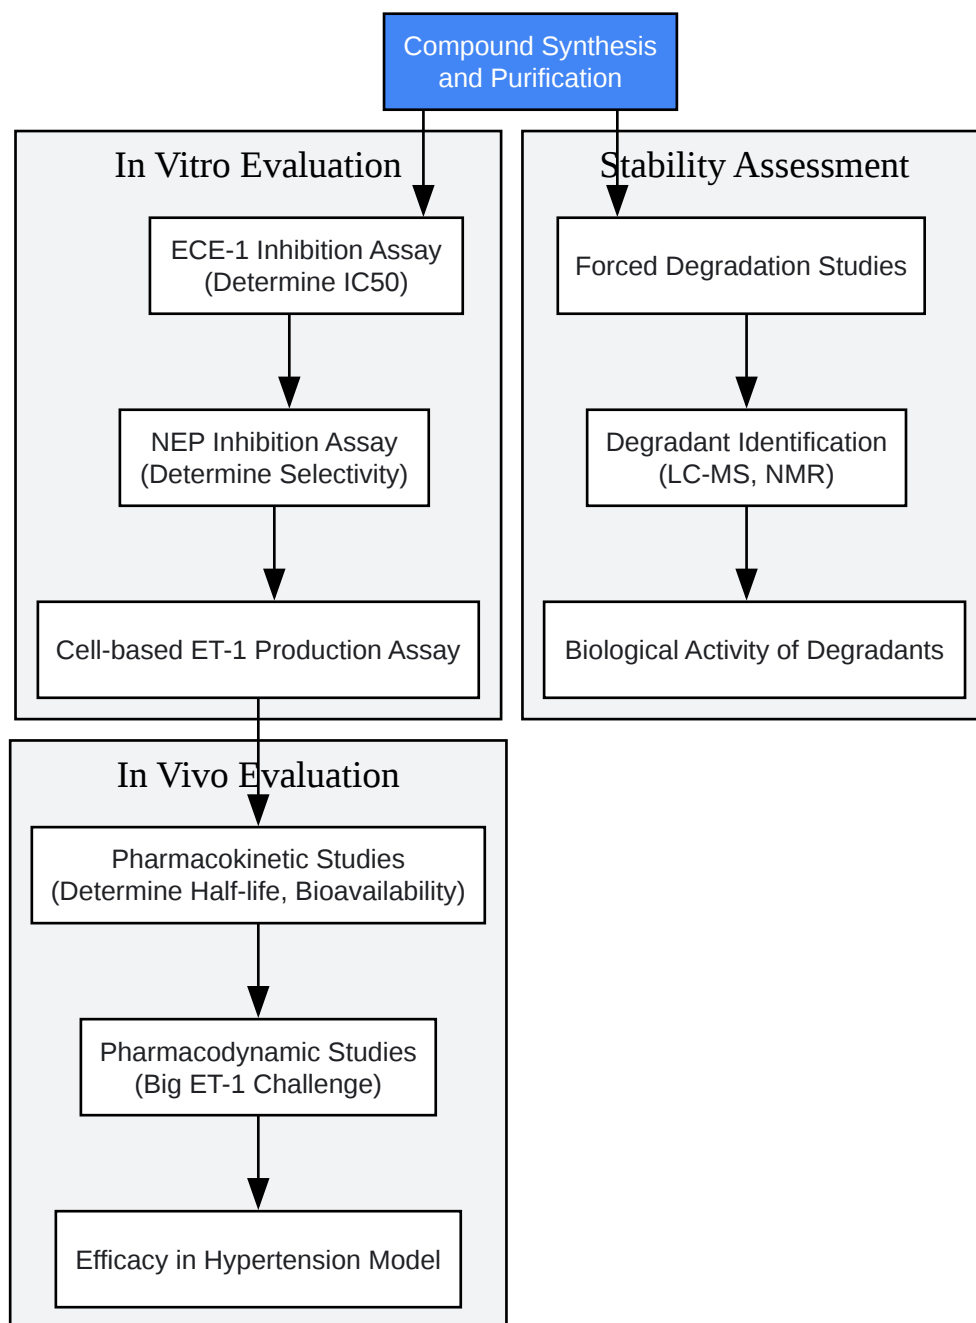 Compound Synthesis
and Purification
In Vitro Evaluation
ECE-1 Inhibition Assay
(Determine IC50)
NEP Inhibition Assay
(Determine Selectivity)
Cell-based ET-1 Production Assay
Stability Assessment
Forced Degradation Studies
Degradant Identification
(LC-MS, NMR)
Biological Activity of Degradants
In Vivo Evaluation
Pharmacokinetic Studies
(Determine Half-life, Bioavailability)
Pharmacodynamic Studies
(Big ET-1 Challenge)
Efficacy in Hypertension Model